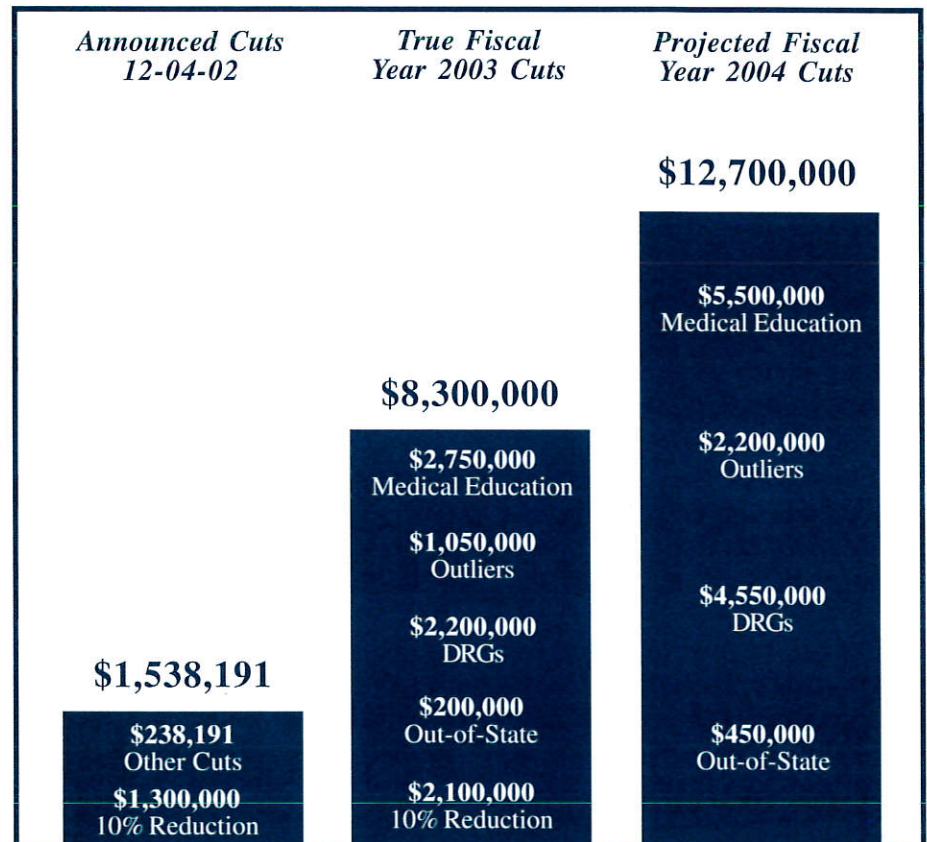 Announced Cuts
12-04-02
$1,538,191
$238,191
Other Cuts
$1,300,000
10% Reduction
True Fiscal
Year 2003 Cuts
$8,300,000
$2,750,000
Medical Education
$1,050,000
Outliers
$2,200,000
DRGs
$200,000
Out-of-State
$2,100,000
10% Reduction
Projected Fiscal
Year 2004 Cuts
$12,700,000
$5,500,000
Medical Education
$2,200,000
Outliers
$4,550,000
DRGs
$450,000
Out-of-State